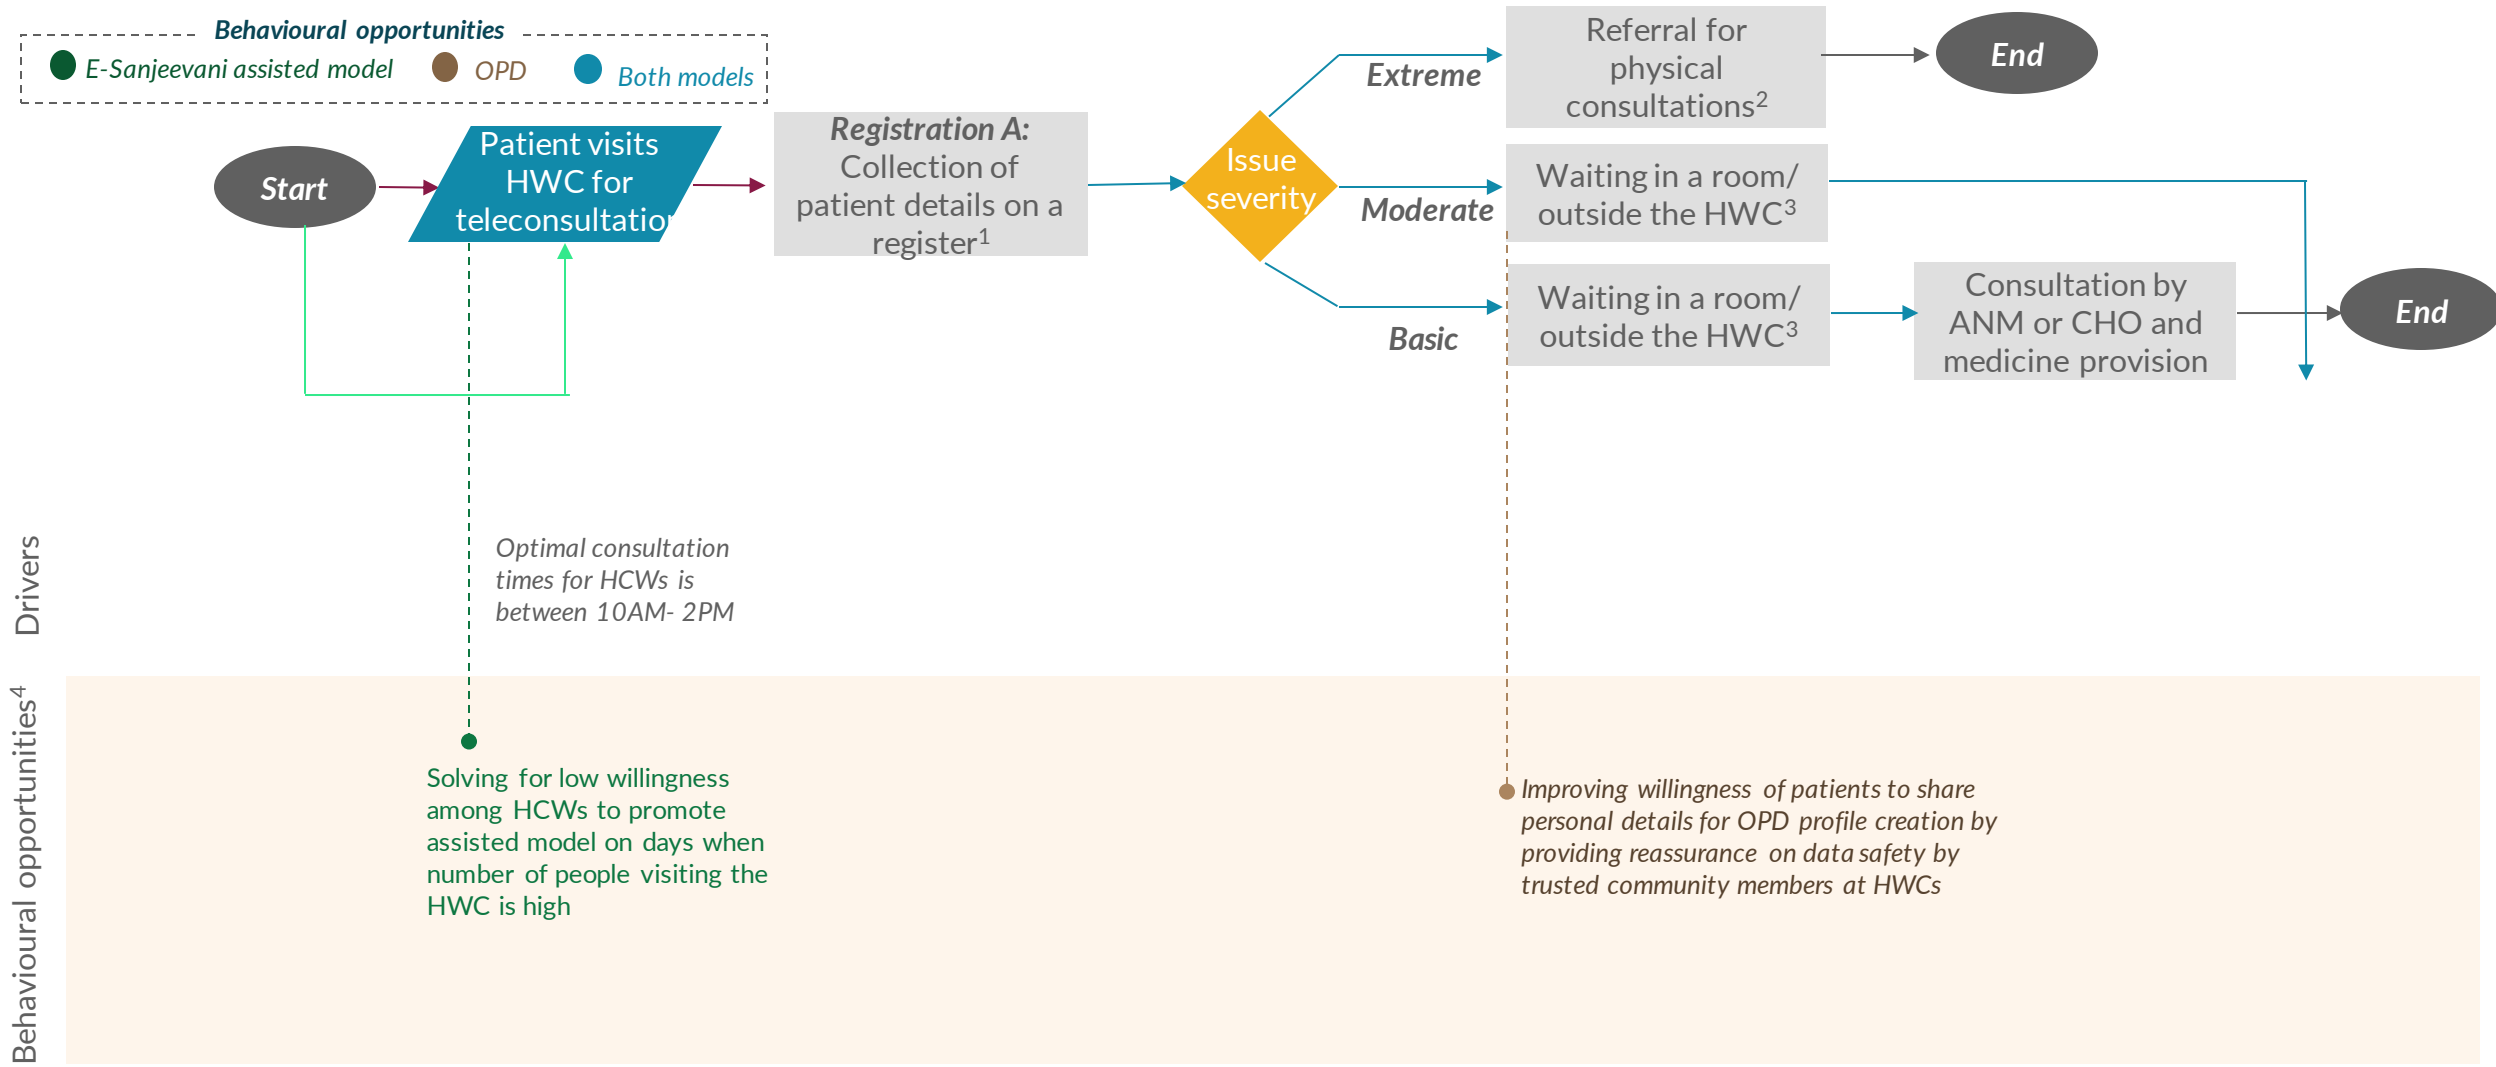 Behavioural opportunities
E-Sanjeevani assisted model
OPD
Both models
Start
Patient visits
HWC for
teleconsultation
Registration A:
Collection of
patient details on a
register1
Issue
severity
Extreme
Moderate
Basic
Referral for
physical
consultations2
End
Waiting in a room/
outside the HWC3
Waiting in a room/
outside the HWC3
Consultation by
ANM or CHO and
medicine provision
End
Drivers
Optimal consultation
times for HCWs is
between 10AM- 2PM
Behavioural opportunities4
Solving for low willingness
among HCWs to promote
assisted model on days when
number of people visiting the
HWC is high
Improving willingness of patients to share
personal details for OPD profile creation by
providing reassurance on data safety by
trusted community members at HWCs